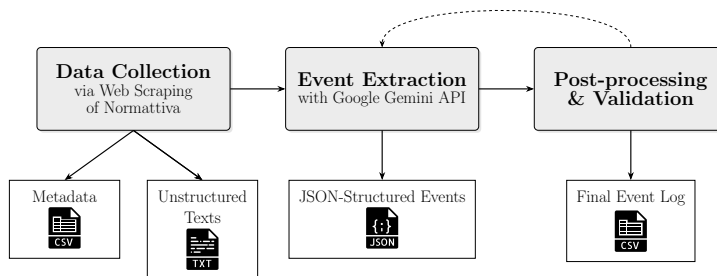 Data Collection
via Web Scraping
of Normattiva
Event Extraction
with Google Gemini API
Post-processing
& Validation
Metadata
CSV
Unstructured
Texts
TXT
JSON-Structured Events
{;}
JSON
Final Event Log
CSV